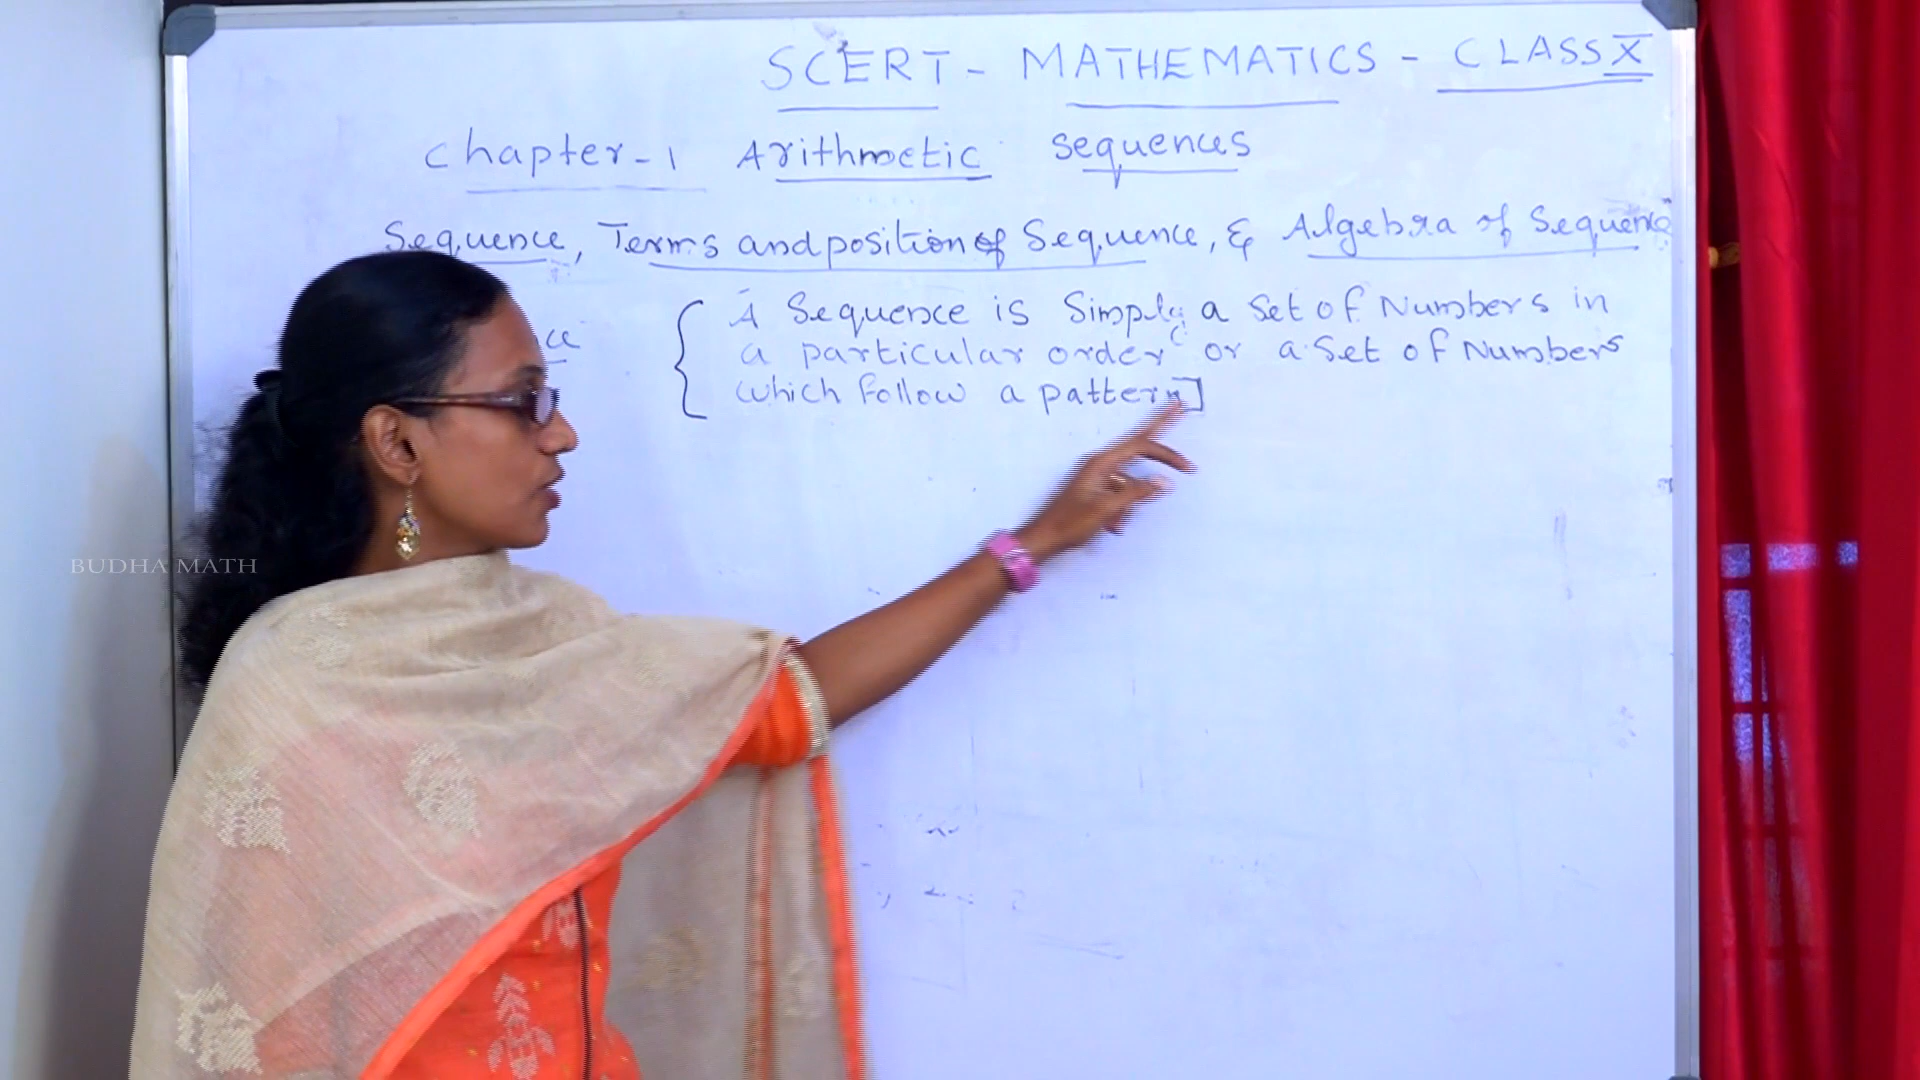 SCERT - MATHEMATICS - CLASS X
Chapter-1 Arithmetic Sequences
Sequence, Terms and position of Sequence, & Algebra of Sequence
A Sequence is Simply a Set of Numbers in
a particular order or a Set of Numbers
which follow a pattern]
BUDHA MATH